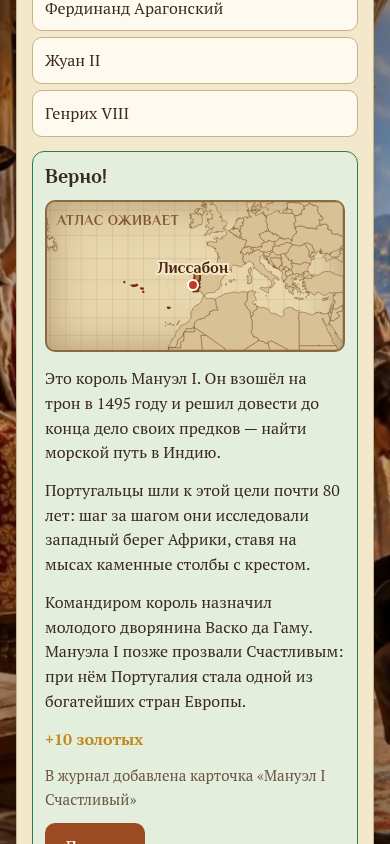 Фердинанд Арагонский
Жуан II
Генрих VIII
Верно!
АТЛАС ОЖИВАЕТ
Лиссабон
Это король Мануэл I. Он взошёл на
трон в 1495 году и решил довести до
конца дело своих предков — найти
морской путь в Индию.
Португальцы шли к этой цели почти 80
лет: шаг за шагом они исследовали
западный берег Африки, ставя на
мысах каменные столбы с крестом.
Командиром король назначил
молодого дворянина Васко да Гаму.
Мануэла I позже прозвали Счастливым:
при нём Португалия стала одной из
богатейших стран Европы.
+10 золотых
В журнал добавлена карточка «Мануэл I
Счастливый»